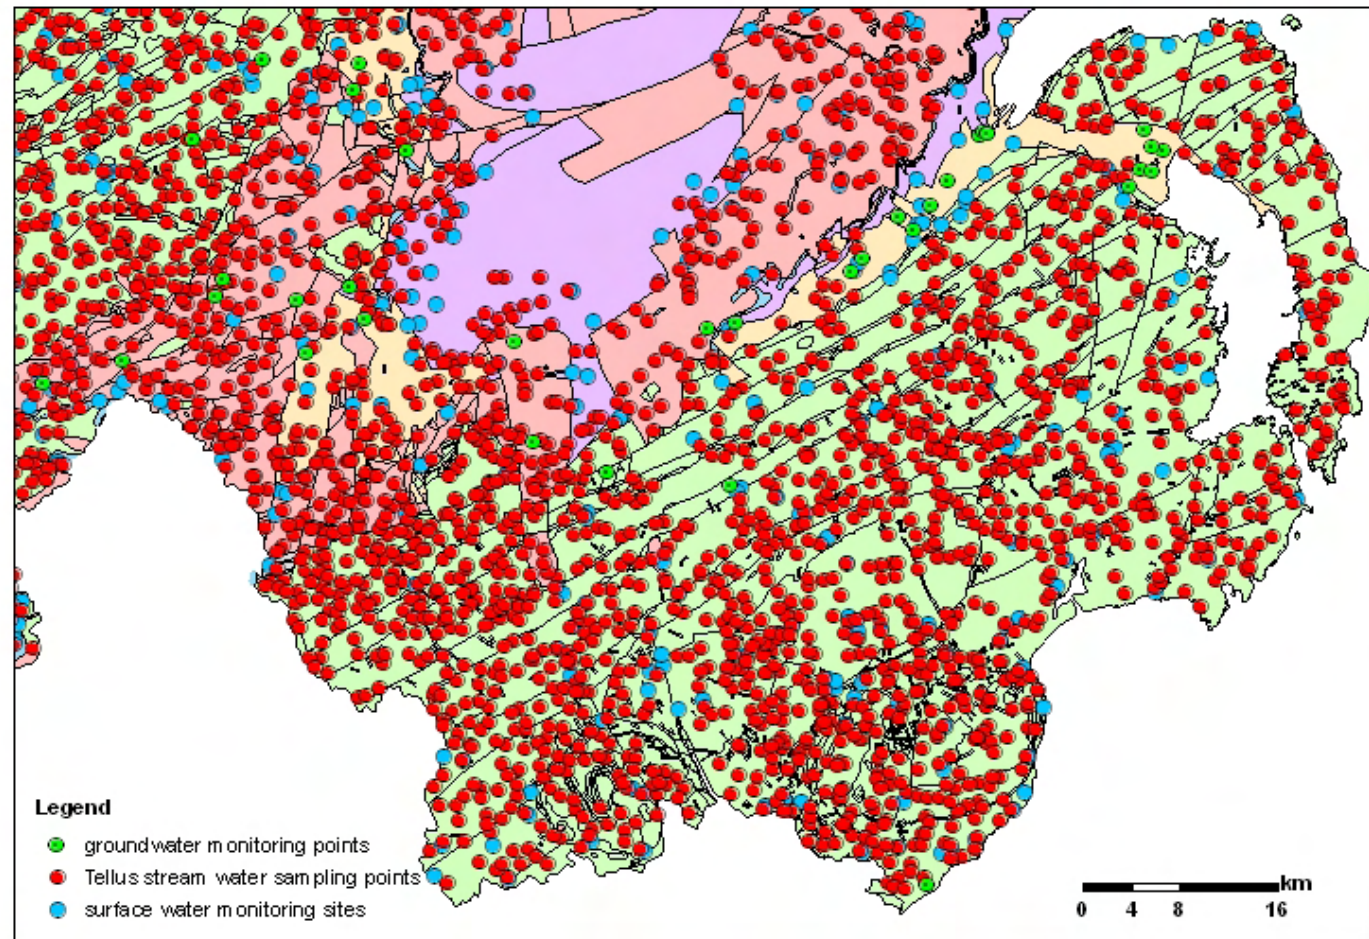 Legend
groundwater monitoring points
Tellus stream water sampling points
surface water monitoring sites
km
0 4 8 16